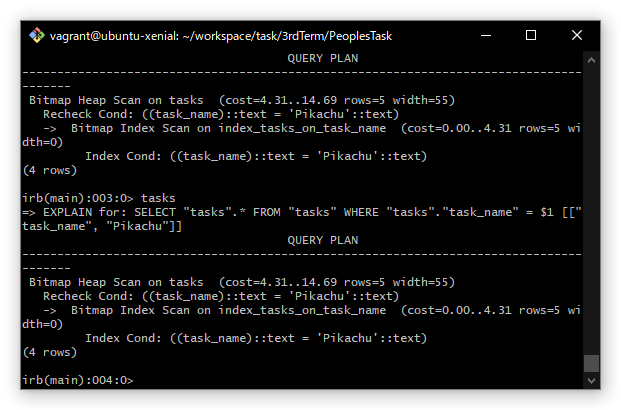 vagrant@ubuntu-xenial: ~/workspace/task/3rdTerm/PeoplesTask
QUERY PLAN
--------------------------------------------------------------------------------
-------
Bitmap Heap Scan on tasks  (cost=4.31..14.69 rows=5 width=55)
Recheck Cond: ((task_name)::text = 'Pikachu'::text)
->  Bitmap Index Scan on index_tasks_on_task_name  (cost=0.00..4.31 rows=5 wi
dth=0)
Index Cond: ((task_name)::text = 'Pikachu'::text)
(4 rows)
irb(main):003:0> tasks
=> EXPLAIN for: SELECT "tasks".* FROM "tasks" WHERE "tasks"."task_name" = $1 [["
task_name", "Pikachu"]]
QUERY PLAN
--------------------------------------------------------------------------------
-------
Bitmap Heap Scan on tasks  (cost=4.31..14.69 rows=5 width=55)
Recheck Cond: ((task_name)::text = 'Pikachu'::text)
->  Bitmap Index Scan on index_tasks_on_task_name  (cost=0.00..4.31 rows=5 wi
dth=0)
Index Cond: ((task_name)::text = 'Pikachu'::text)
(4 rows)
irb(main):004:0>